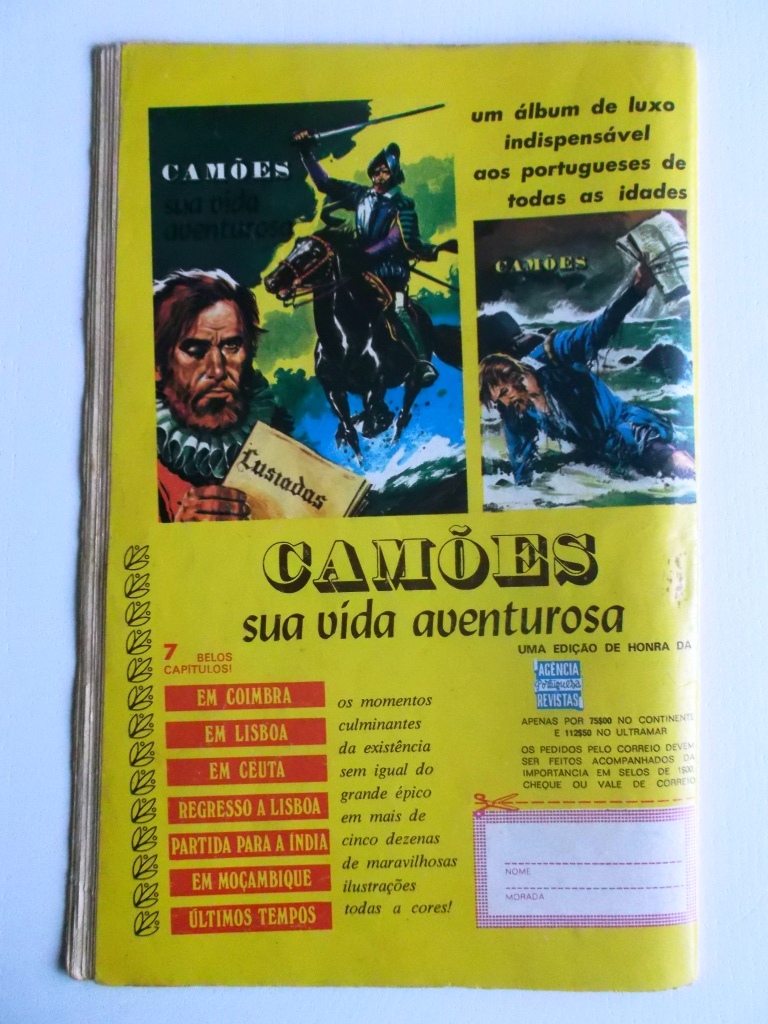 um álbum de luxo
indispensável
aos portugueses de
todas as idades
CAMÕES
sua vida
aventurosa
Lusiadas
CAMÕES
CAMÕES
sua vida aventurosa
7 BELOS
CAPÍTULOS!
EM COIMBRA
EM LISBOA
EM CEUTA
REGRESSO A LISBOA
PARTIDA PARA A ÍNDIA
EM MOÇAMBIQUE
ÚLTIMOS TEMPOS
os momentos
culminantes
da existência
sem igual do
grande épico
em mais de
cinco dezenas
de maravilhosas
ilustrações
todas a cores!
UMA EDIÇÃO DE HONRA DA
AGÊNCIA
Portuguesa
REVISTAS
APENAS POR 75$00 NO CONTINENTE
E 112$50 NO ULTRAMAR
OS PEDIDOS PELO CORREIO DEVEM
SER FEITOS ACOMPANHADOS DA
IMPORTANCIA EM SELOS DE 1$00,
CHEQUE OU VALE DE CORREIO
NOME
MORADA